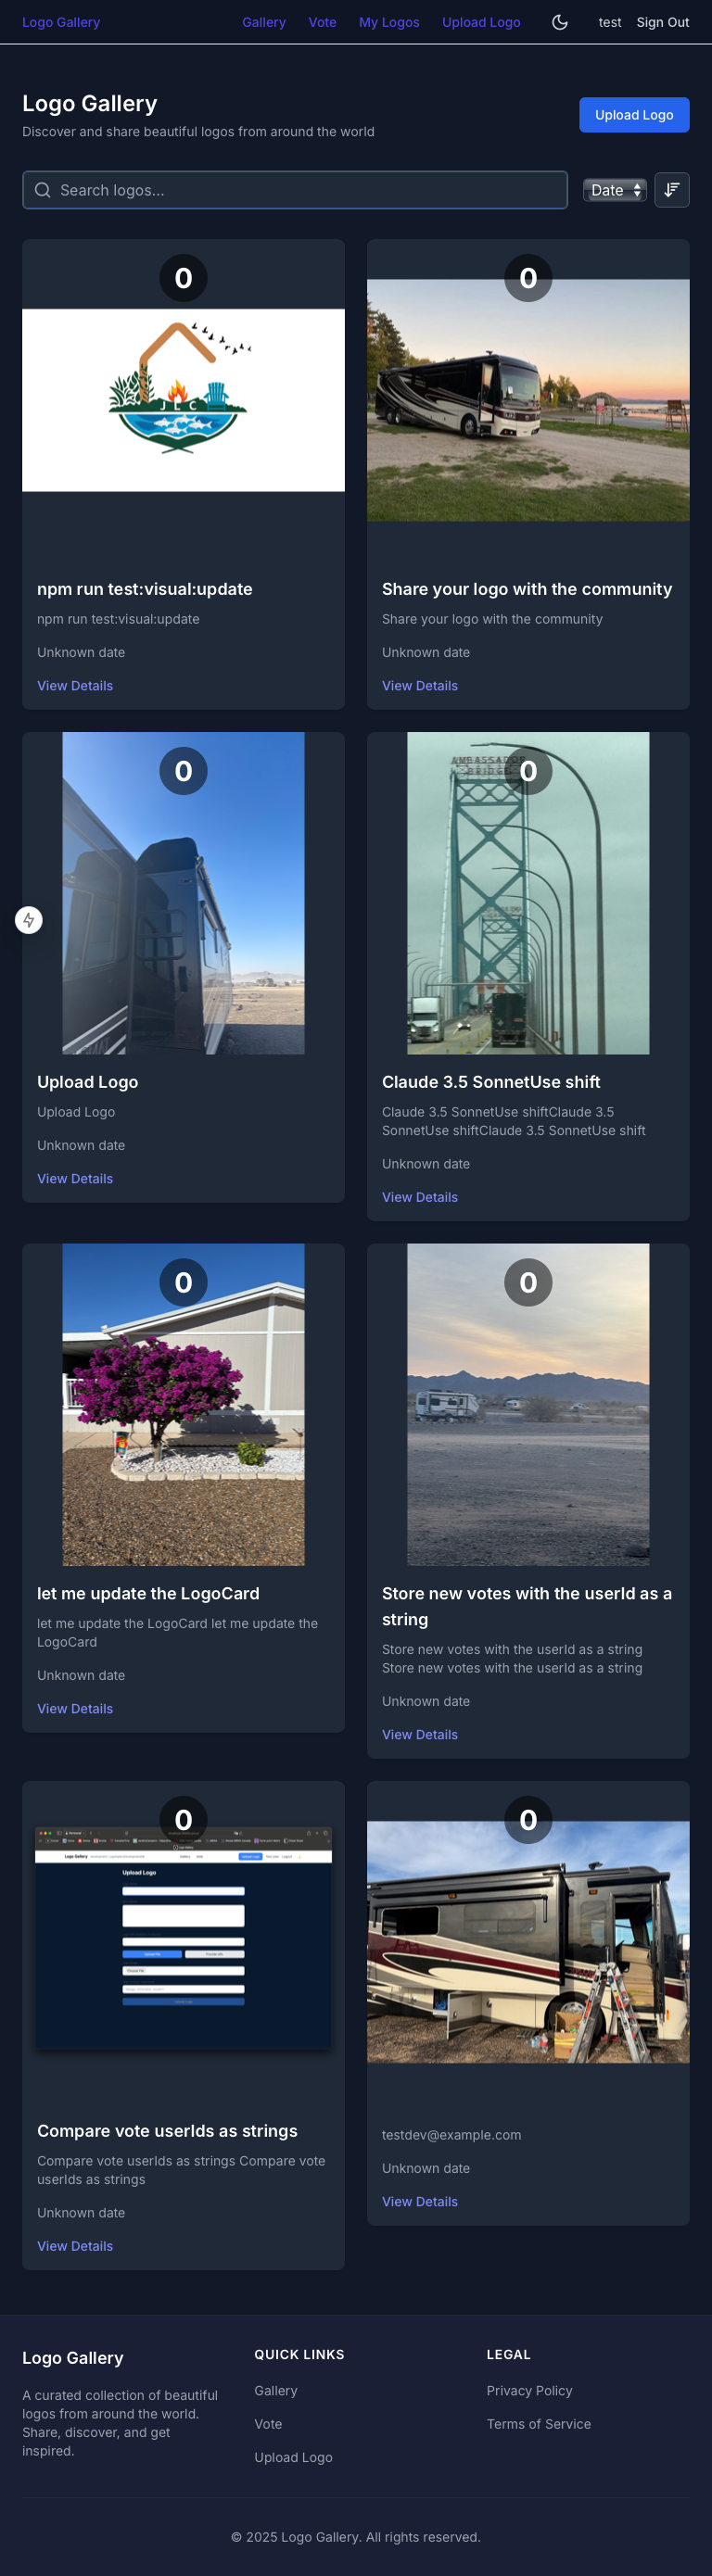 Logo Gallery
Gallery
Vote
My Logos
Upload Logo
test
Sign Out
Logo Gallery
Discover and share beautiful logos from around the world
Upload Logo
Search logos...
Date
0
0
JLC
npm run test:visual:update
npm run test:visual:update
Unknown date
View Details
Share your logo with the community
Share your logo with the community
Unknown date
View Details
0
0
AMBASSADOR
BRIDGE
Upload Logo
Upload Logo
Unknown date
View Details
Claude 3.5 SonnetUse shift
Claude 3.5 SonnetUse shiftClaude 3.5
SonnetUse shiftClaude 3.5 SonnetUse shift
Unknown date
View Details
0
0
let me update the LogoCard
let me update the LogoCard let me update the
LogoCard
Unknown date
View Details
Store new votes with the userId as a
string
Store new votes with the userId as a string
Store new votes with the userId as a string
Unknown date
View Details
0
0
Logo Gallery
Upload Logo
Compare vote userIds as strings
Compare vote userIds as strings Compare vote
userIds as strings
Unknown date
View Details
testdev@example.com
Unknown date
View Details
Logo Gallery
A curated collection of beautiful
logos from around the world.
Share, discover, and get
inspired.
QUICK LINKS
Gallery
Vote
Upload Logo
LEGAL
Privacy Policy
Terms of Service
© 2025 Logo Gallery. All rights reserved.